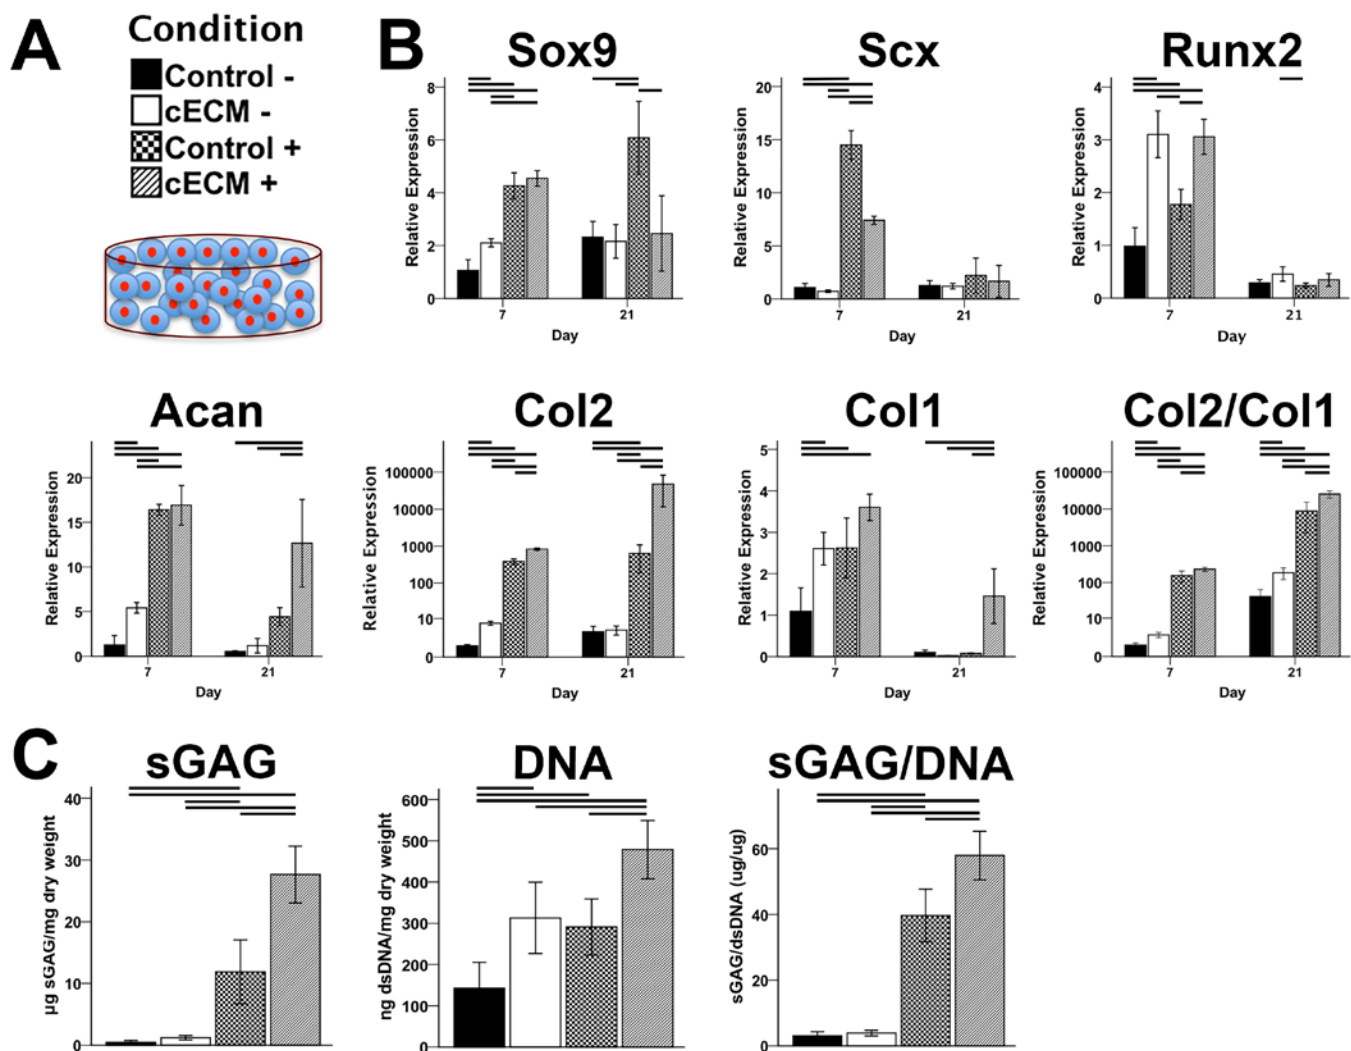 A
Condition
Control -
cECM -
Control +
cECM +
B
Sox9
Relative Expression
8
6
4
2
0
7
21
Day
Scx
Relative Expression
20
15
10
5
0
7
21
Day
Runx2
Relative Expression
4
3
2
1
0
7
21
Day
Acan
Relative Expression
20
15
10
5
0
7
21
Day
Col2
Relative Expression
100000
10000
1000
100
10
0
7
21
Day
Col1
Relative Expression
5
4
3
2
1
0
7
21
Day
Col2/Col1
Relative Expression
100000
10000
1000
100
10
0
7
21
Day
C
sGAG
µg sGAG/mg dry weight
40
30
20
10
0
DNA
ng dsDNA/mg dry weight
600
500
400
300
200
100
0
sGAG/DNA
sGAG/dsDNA (ug/ug)
60
40
20
0